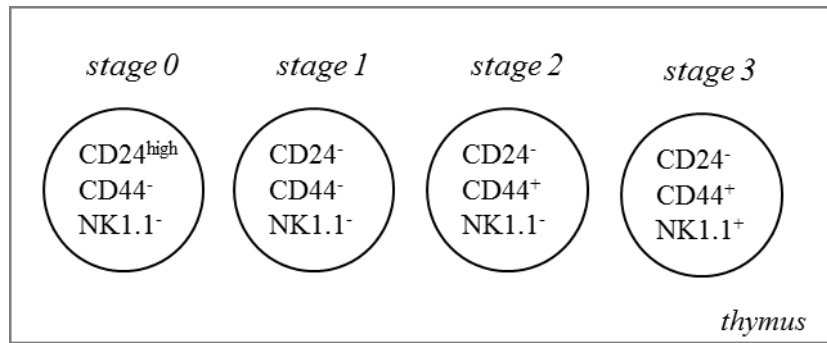 stage 0
stage 1
stage 2
stage 3
CD24high
CD44-
NK1.1-
CD24-
CD44-
NK1.1-
CD24-
CD44+
NK1.1-
CD24-
CD44+
NK1.1+
thymus